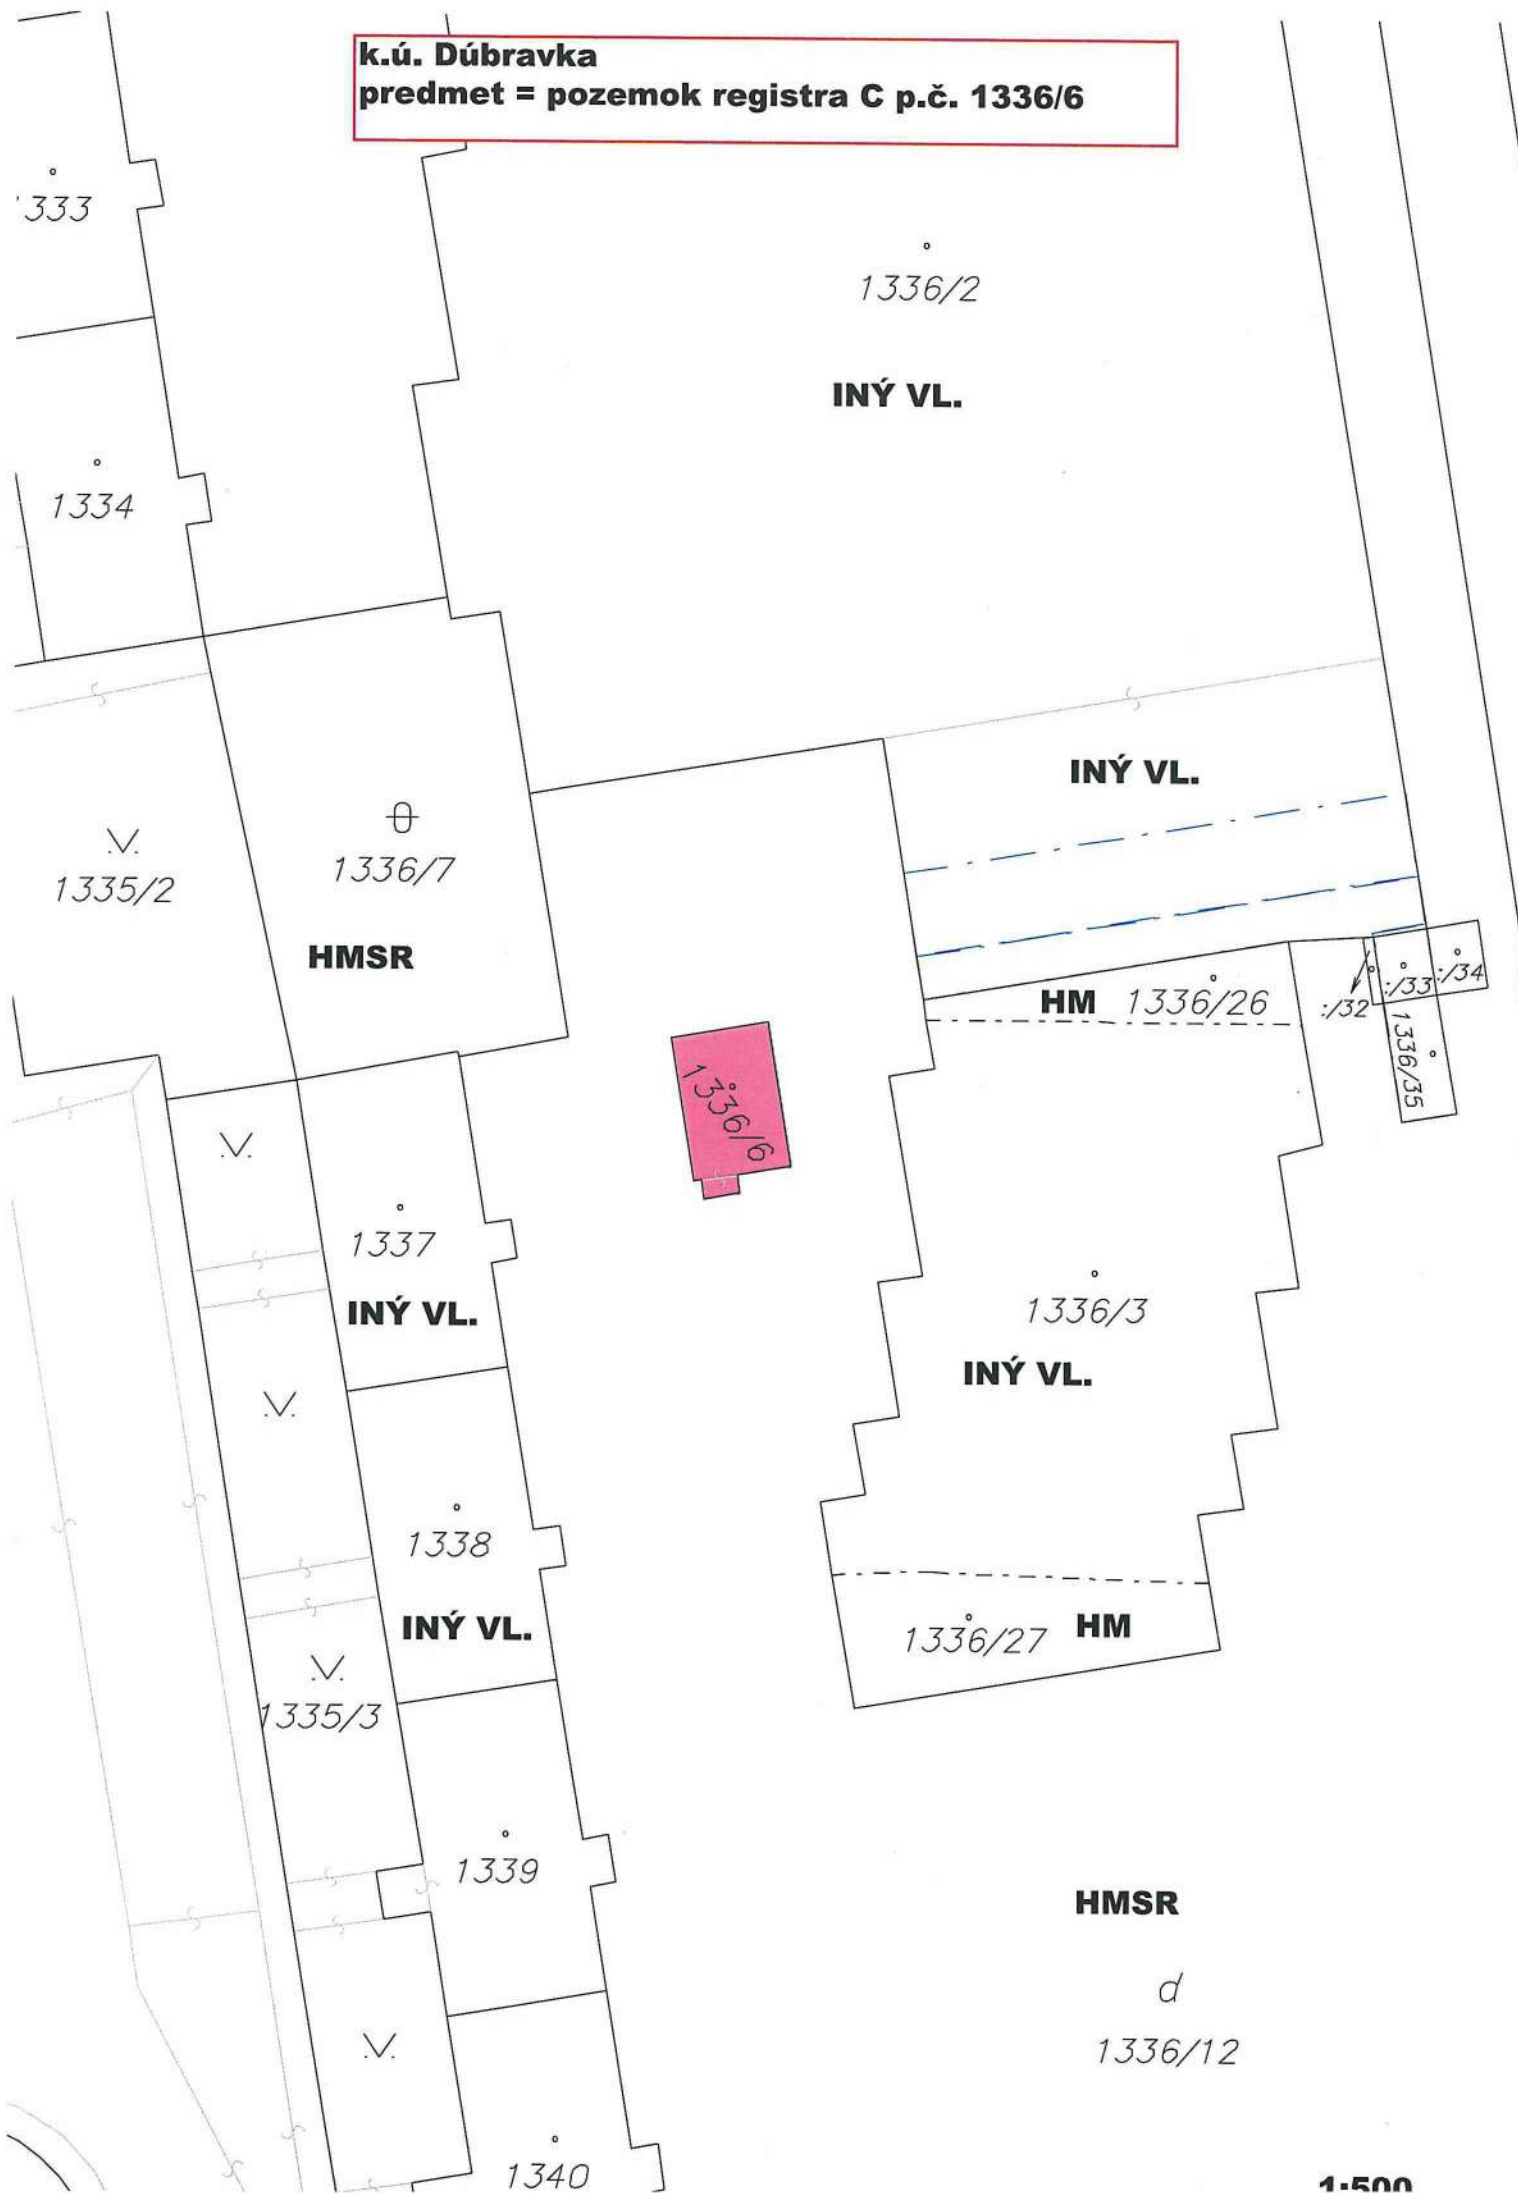 k.ú. Dúbravka
predmet = pozemok registra C p.č. 1336/6
333
1336/2
INÝ VL.
1334
INÝ VL.
1335/2
1336/7
HMSR
HM 1336/26
:/32
:/33
:/34
1336/35
1336/6
1337
INÝ VL.
1336/3
INÝ VL.
1338
INÝ VL.
1336/27 HM
1335/3
1339
HMSR
d
1336/12
1340
1:500